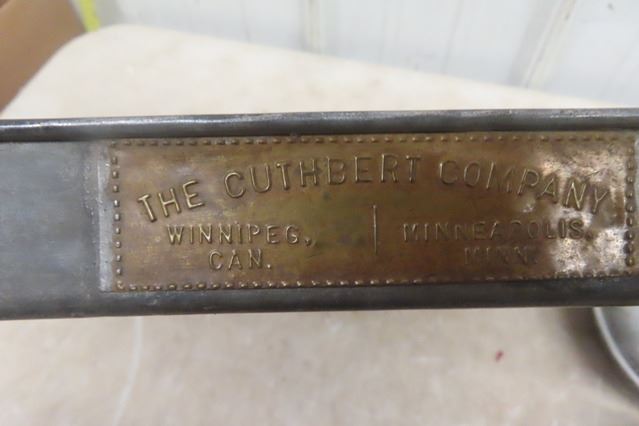 THE CUTHBERT COMPANY
WINNIPEG, | MINNEAPOLIS,
CAN. MINN.